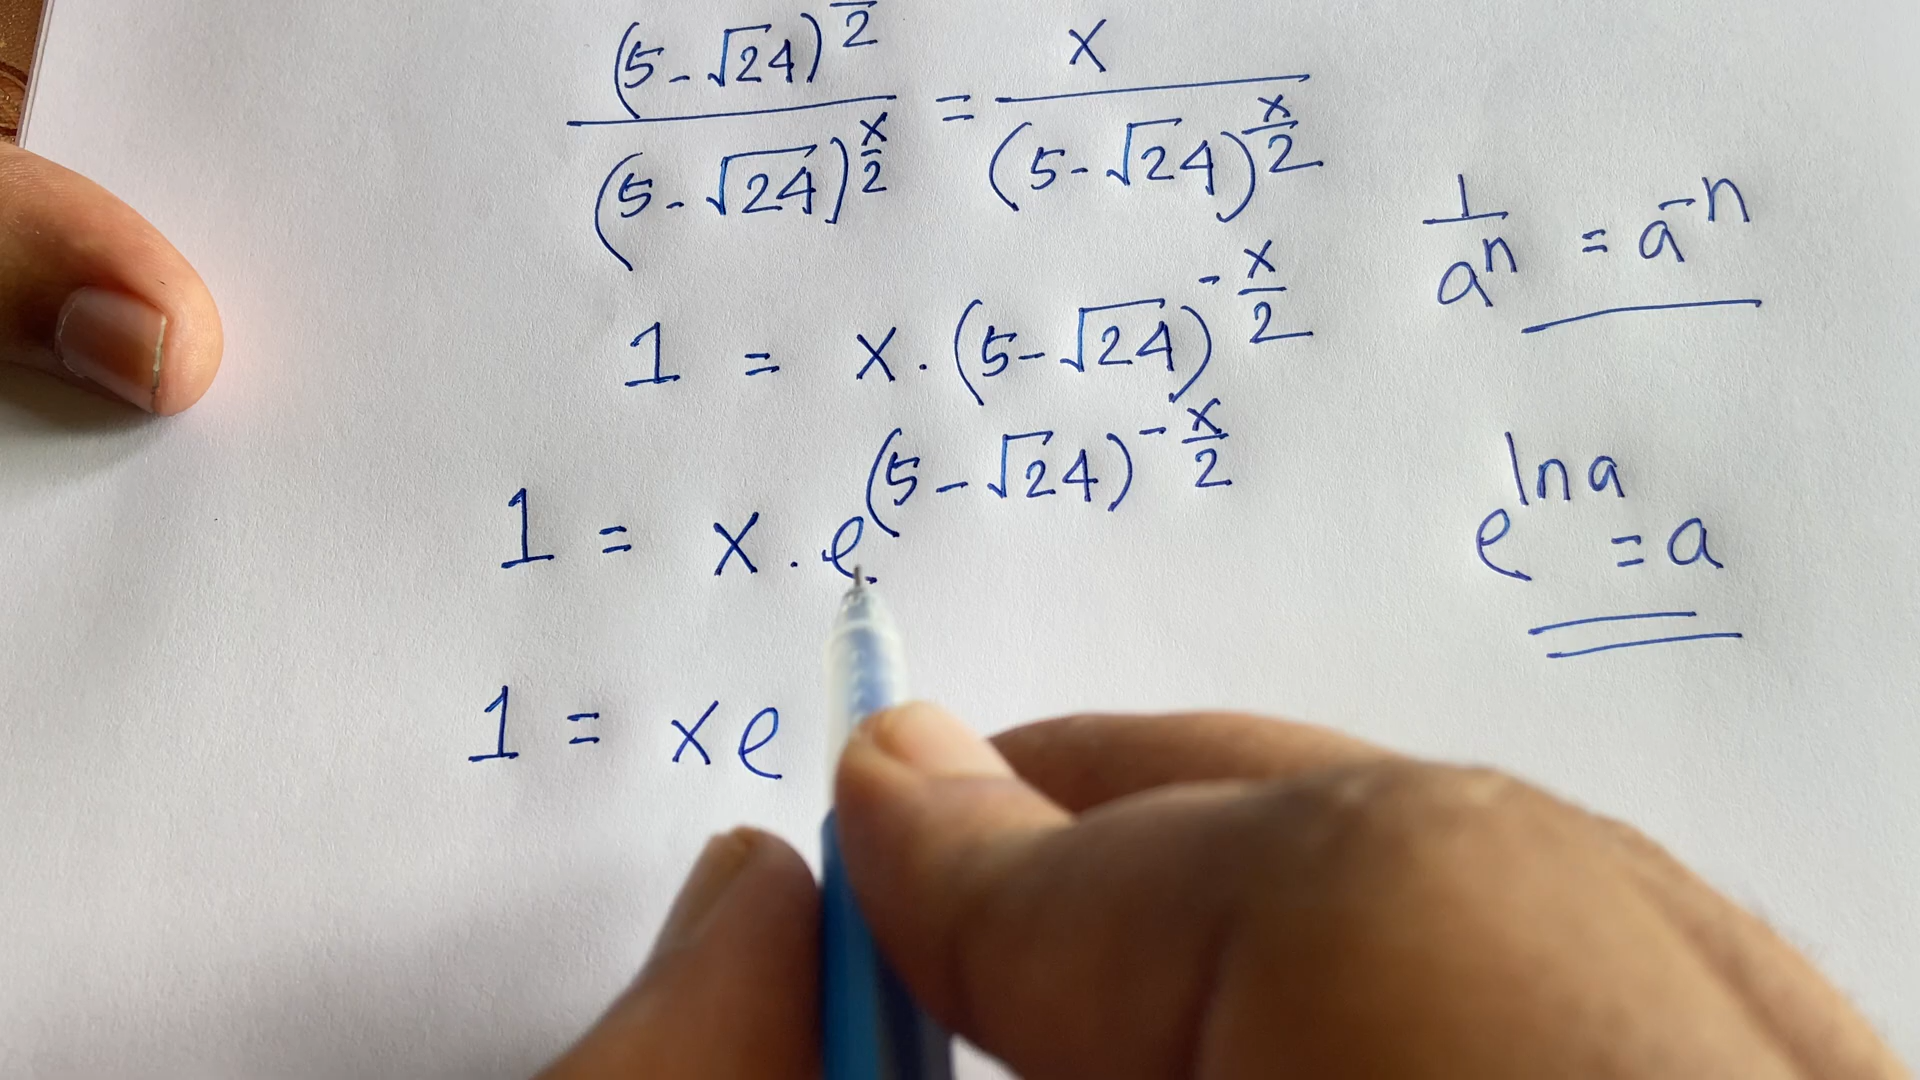 (5-√24)^(x/2) / (5-√24)^(x/2) = x / (5-√24)^(x/2)
1/a^n = a^-n
1 = x . (5-√24)^(-x/2)
1 = x . e^(5-√24)^(-x/2)
e^(ln a) = a
1 = xe